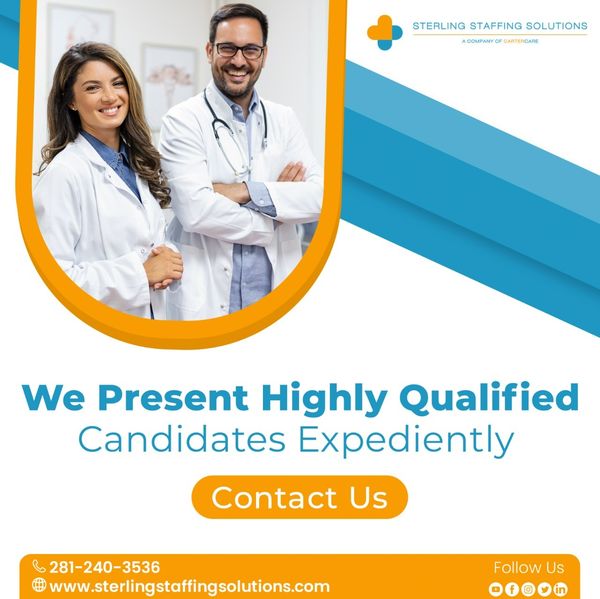 STERLING STAFFING SOLUTIONS
A COMPANY OF CARTERCARE
We Present Highly Qualified
Candidates Expediently
Contact Us
281-240-3536
www.sterlingstaffingsolutions.com
Follow Us